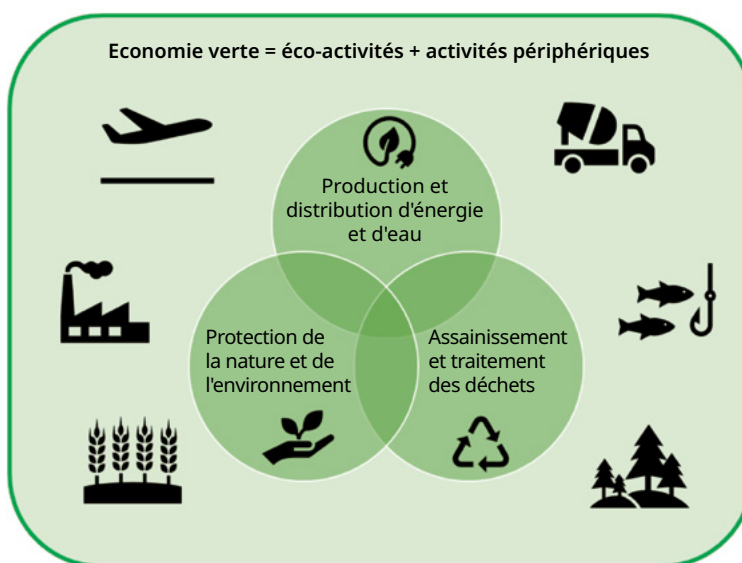 Economie verte = éco-activités + activités périphériques
Production et
distribution d'énergie
et d'eau
Protection de
la nature et de
l'environnement
Assainissement
et traitement
des déchets